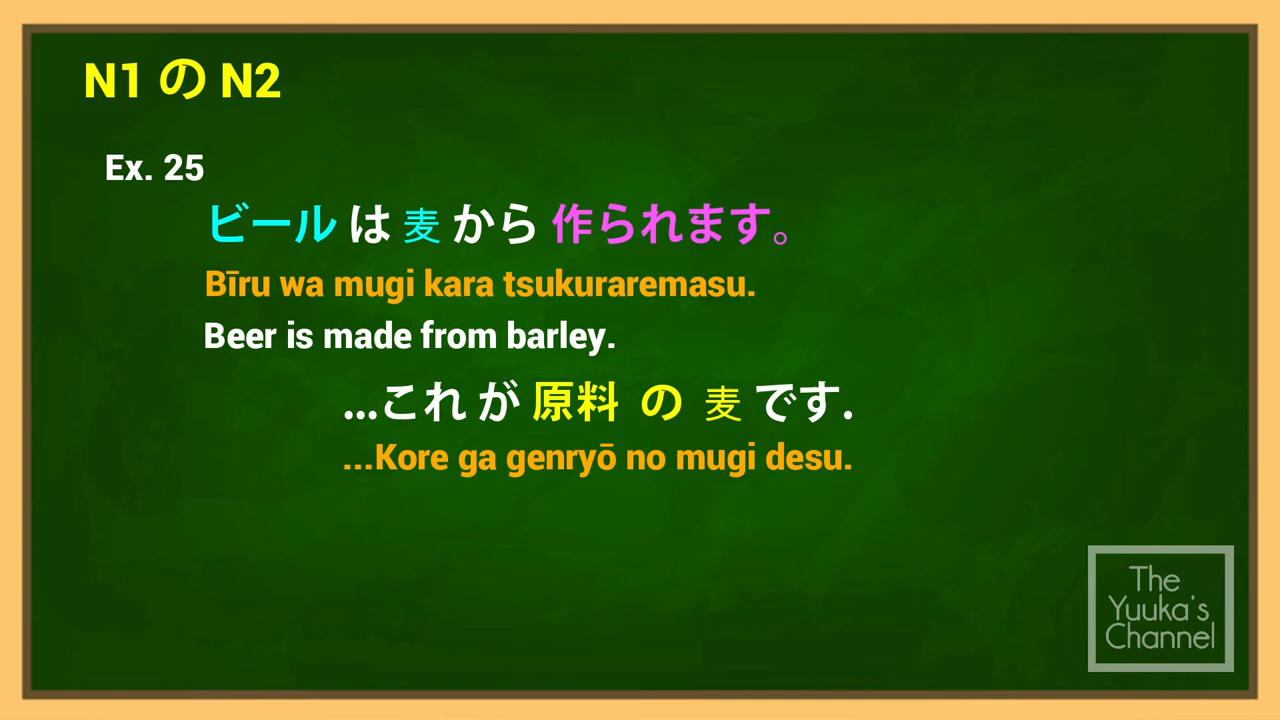 N1 の N2
Ex. 25
ビール は 麦 から 作られます。
Bīru wa mugi kara tsukuraremasu.
Beer is made from barley.
...これ が 原料 の 麦 です.
...Kore ga genryō no mugi desu.
The
Yuuka's
Channel